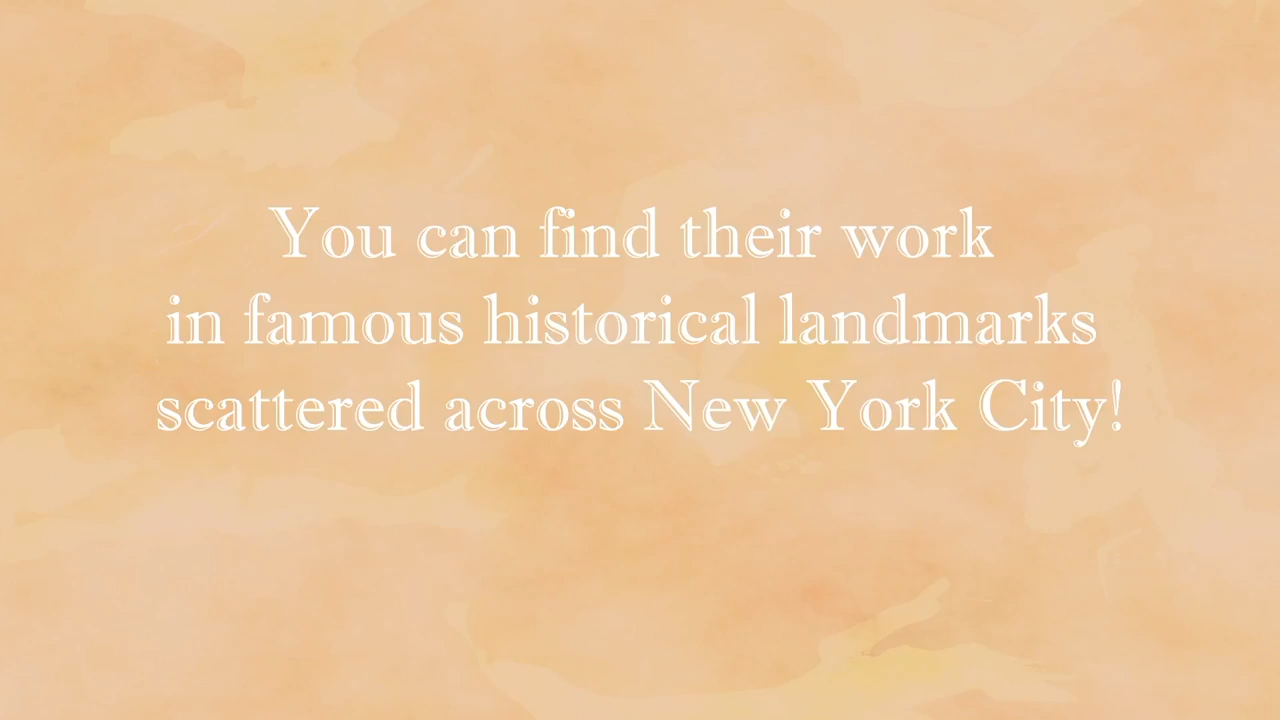 You can find their work
in famous historical landmarks
scattered across New York City!